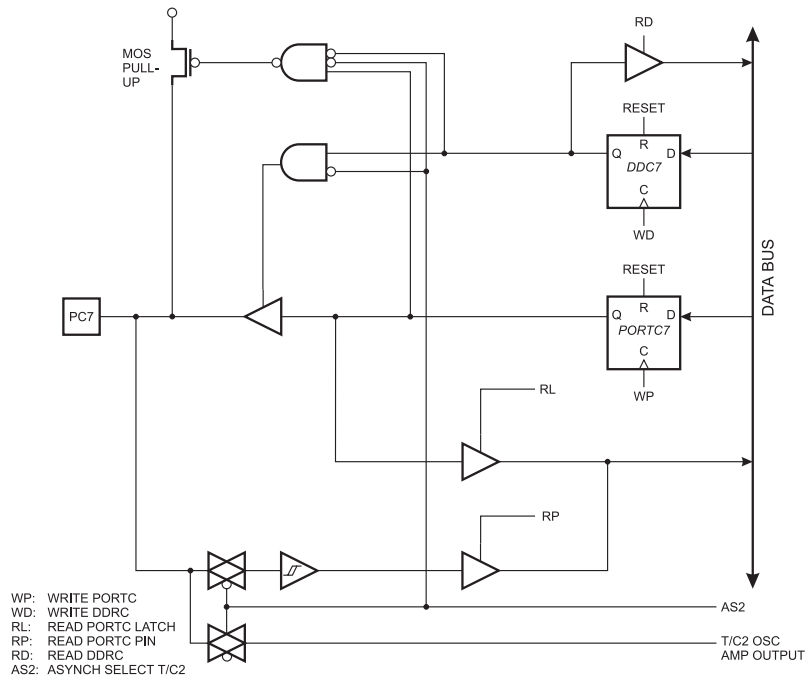 RD
MOS
PULL-
UP
RESET
R
Q
DDC7
D
C
WD
RESET
R
Q
PORTC7
D
C
WP
DATA BUS
PC7
RL
RP
AS2
T/C2 OSC
AMP OUTPUT
WP: WRITE PORTC
WD: WRITE DDRC
RL: READ PORTC LATCH
RP: READ PORTC PIN
RD: READ DDRC
AS2: ASYNCH SELECT T/C2